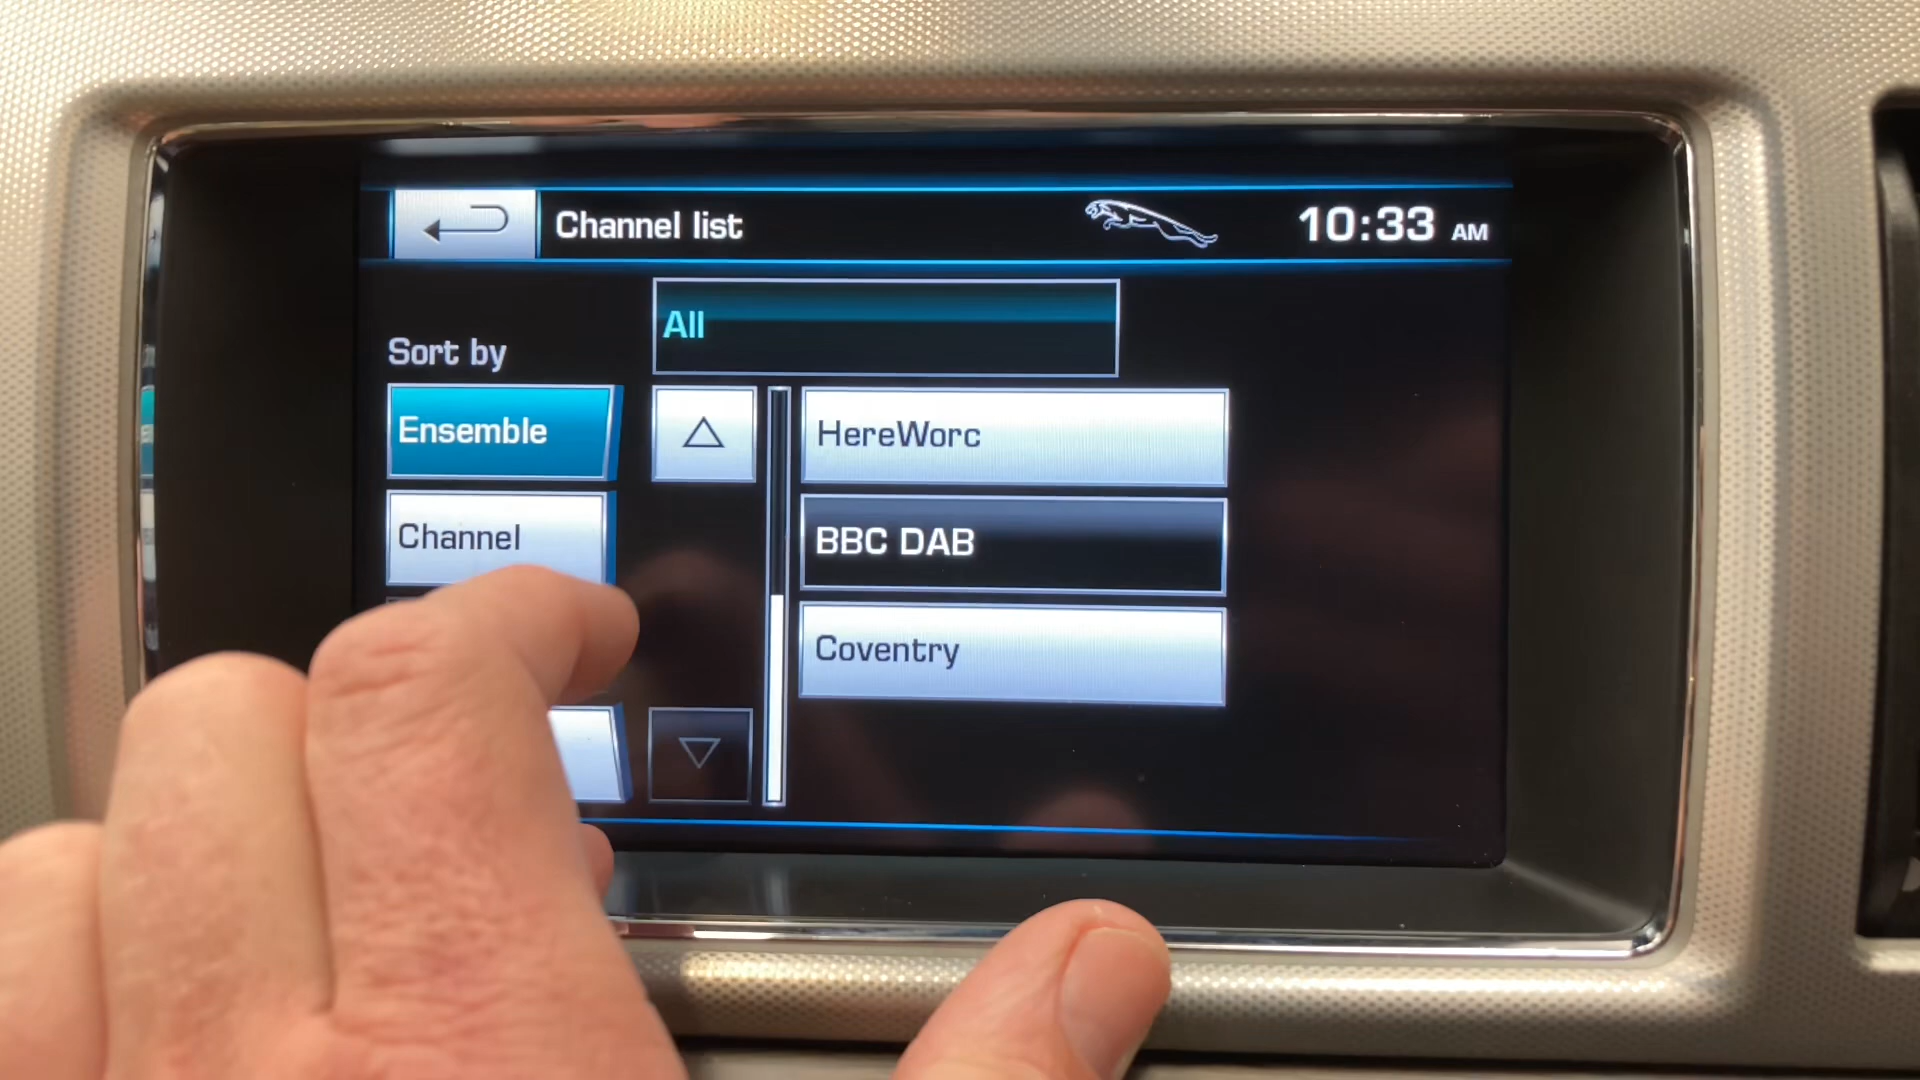 Channel list
10:33 AM
All
Sort by
Ensemble
HereWorc
Channel
BBC DAB
Coventry